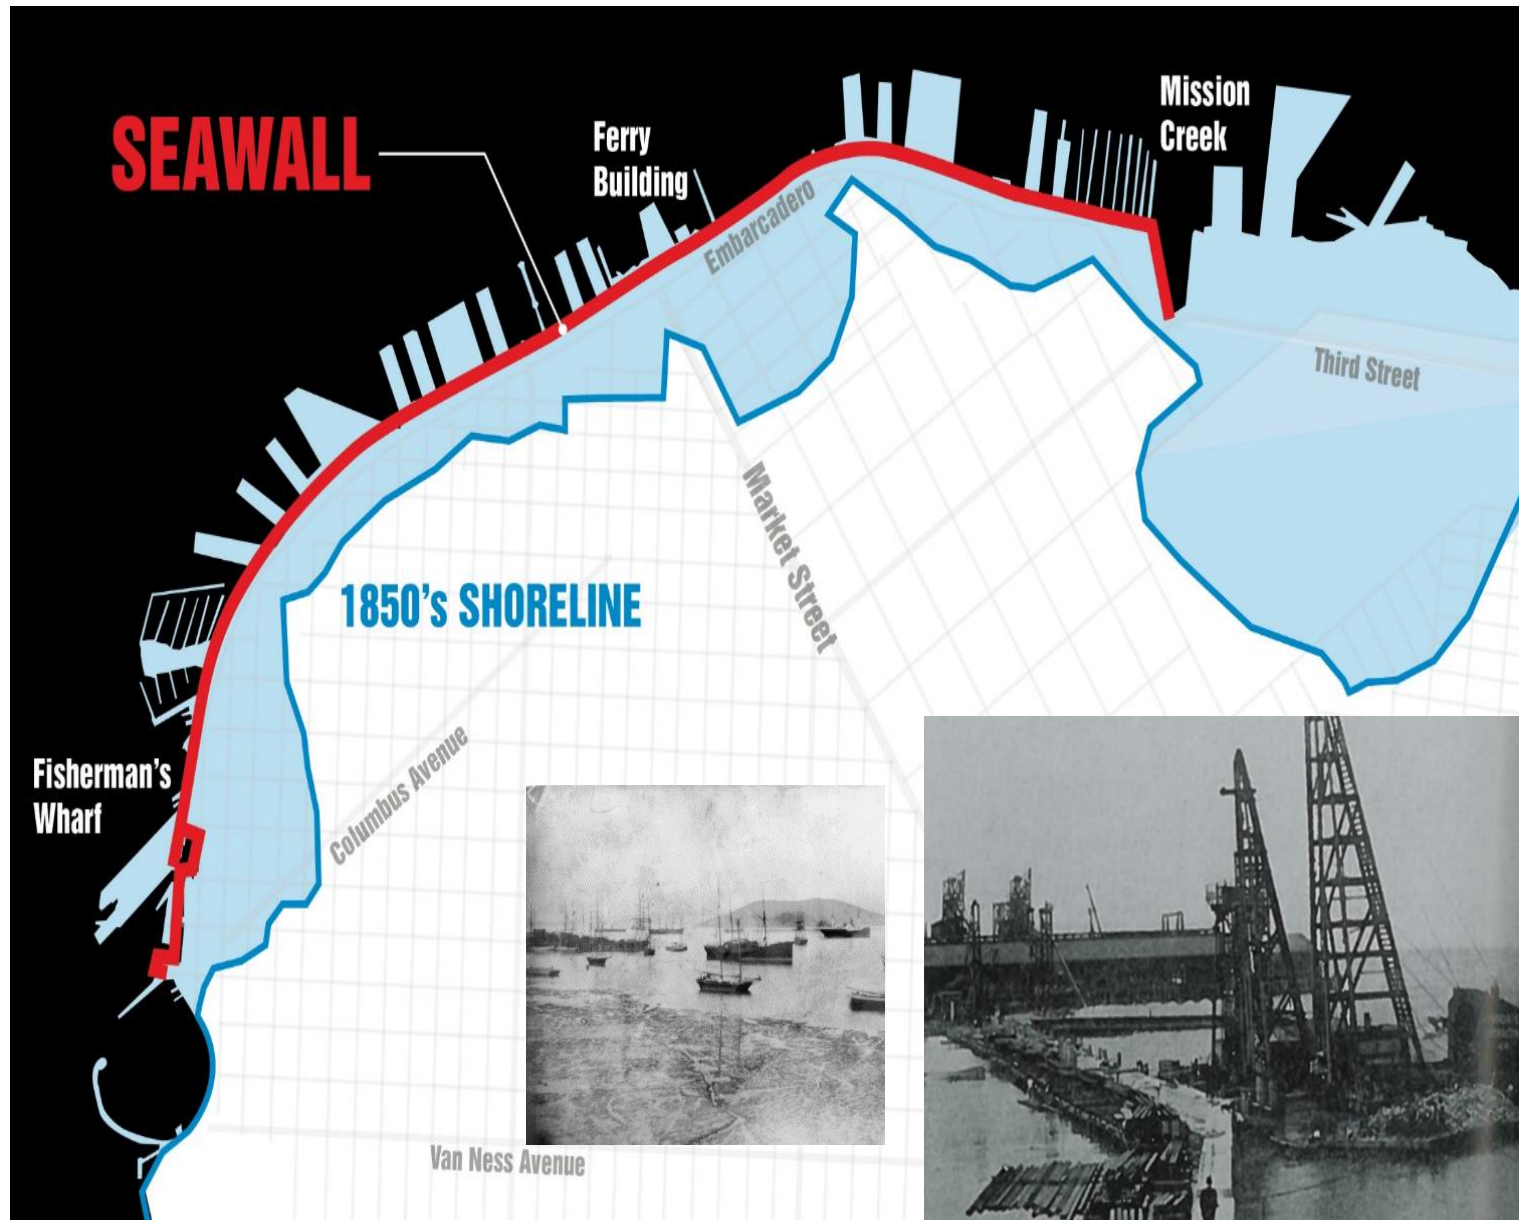 SEAWALL
Ferry
Building
Mission
Creek
Embarcadero
Third Street
Market Street
1850's SHORELINE
Columbus Avenue
Fisherman's
Wharf
Van Ness Avenue